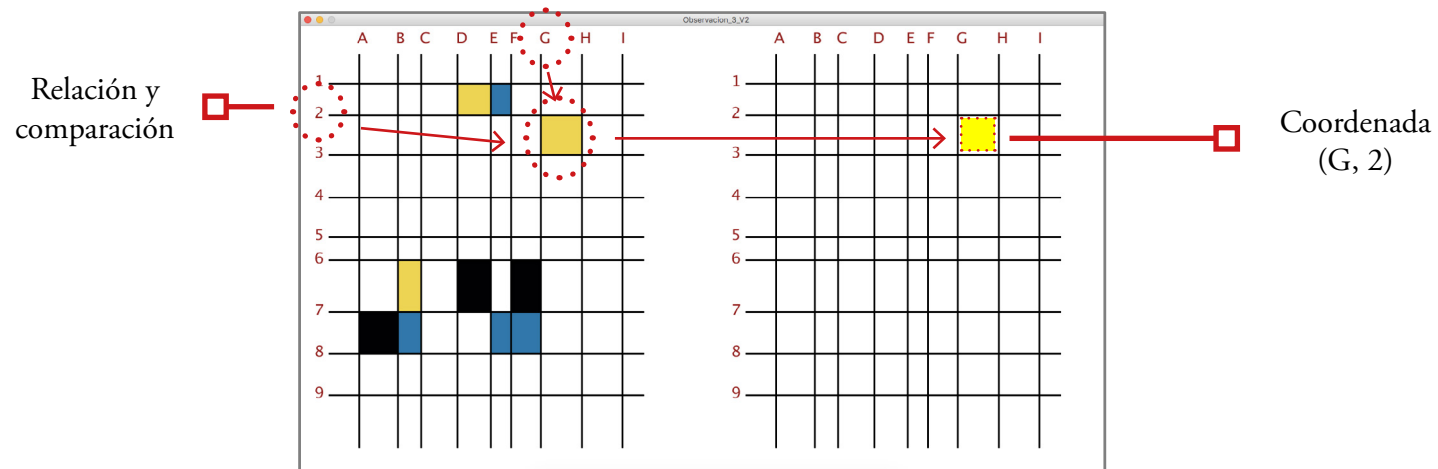 Observacion_3_V2
A B C D E F G H I
A B C D E F G H I
1
2
3
4
5
6
7
8
9
1
2
3
4
5
6
7
8
9
Relación y
comparación
Coordenada
(G, 2)